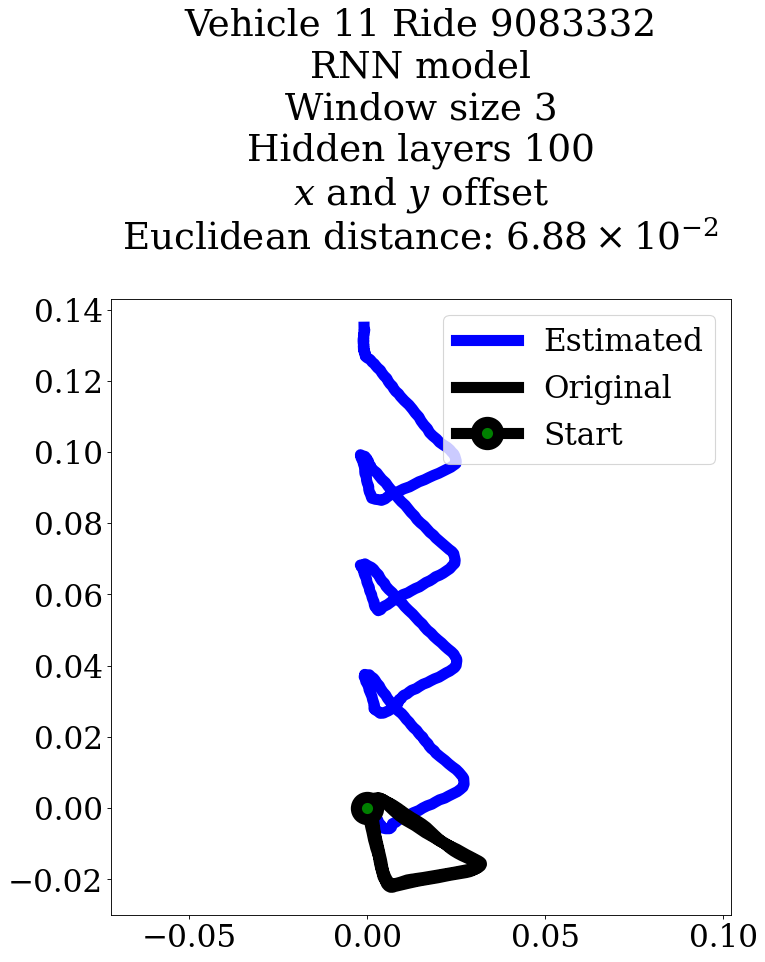 Vehicle 11 Ride 9083332
RNN model
Window size 3
Hidden layers 100
x and y offset
Euclidean distance: 6.88 × 10⁻²
0.14
0.12
0.10
0.08
0.06
0.04
0.02
0.00
−0.02
Estimated
Original
Start
−0.05
0.00
0.05
0.10